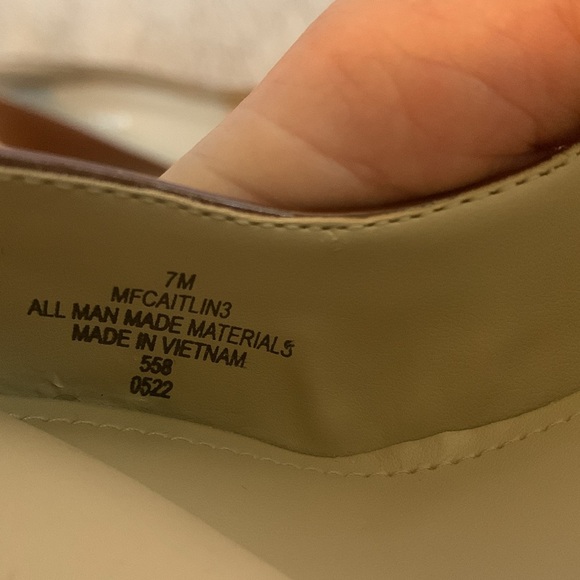 7M
MFCAITLIN3
ALL MAN MADE MATERIALS
MADE IN VIETNAM
558
0522